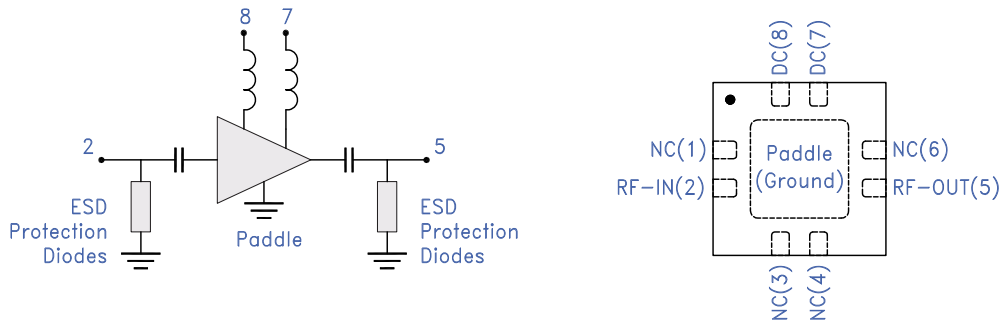 8
7
2
5
ESD
Protection
Diodes
Paddle
ESD
Protection
Diodes
DC(8)
DC(7)
NC(1)
RF-IN(2)
Paddle
(Ground)
NC(6)
RF-OUT(5)
NC(3)
NC(4)